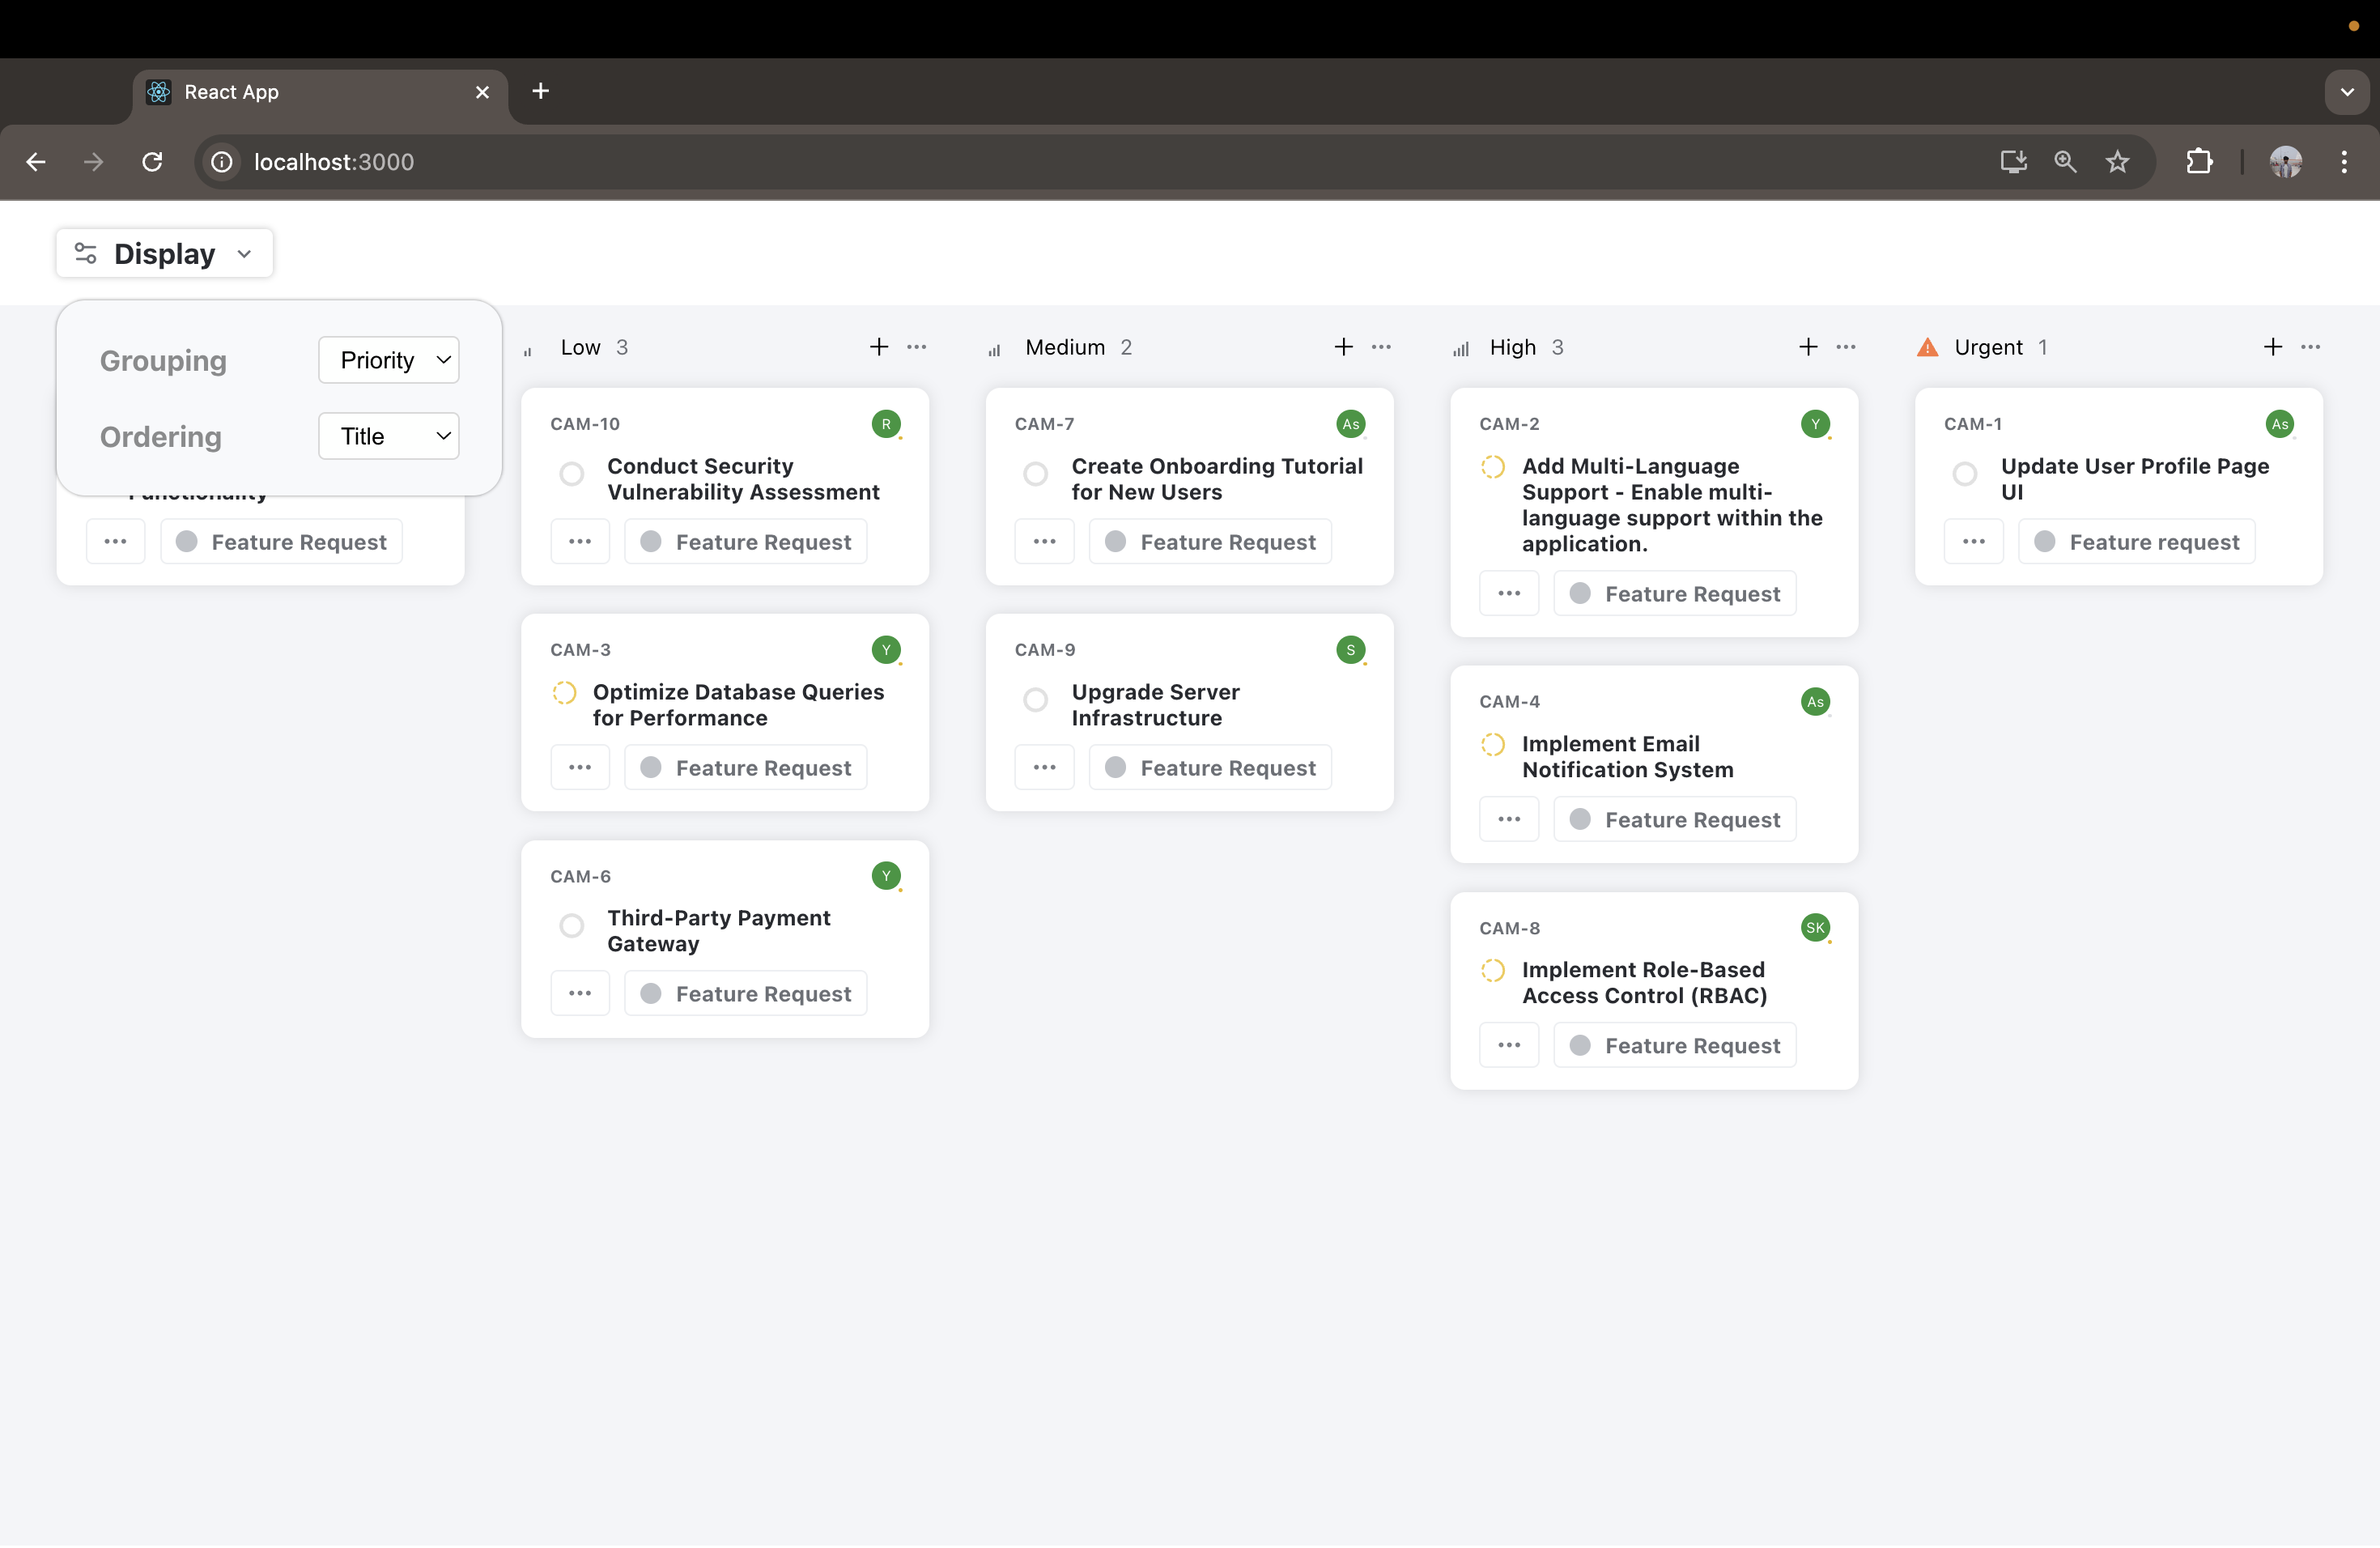 React App
localhost:3000
Display
Grouping
Priority
Ordering
Title
Feature Request
Low 3
CAM-10
R
Conduct Security
Vulnerability Assessment
Feature Request
CAM-3
Y
Optimize Database Queries
for Performance
Feature Request
CAM-6
Y
Third-Party Payment
Gateway
Feature Request
Medium 2
CAM-7
As
Create Onboarding Tutorial
for New Users
Feature Request
CAM-9
S
Upgrade Server
Infrastructure
Feature Request
High 3
CAM-2
Y
Add Multi-Language
Support - Enable multi-
language support within the
application.
Feature Request
CAM-4
As
Implement Email
Notification System
Feature Request
CAM-8
SK
Implement Role-Based
Access Control (RBAC)
Feature Request
Urgent 1
CAM-1
As
Update User Profile Page
UI
Feature request